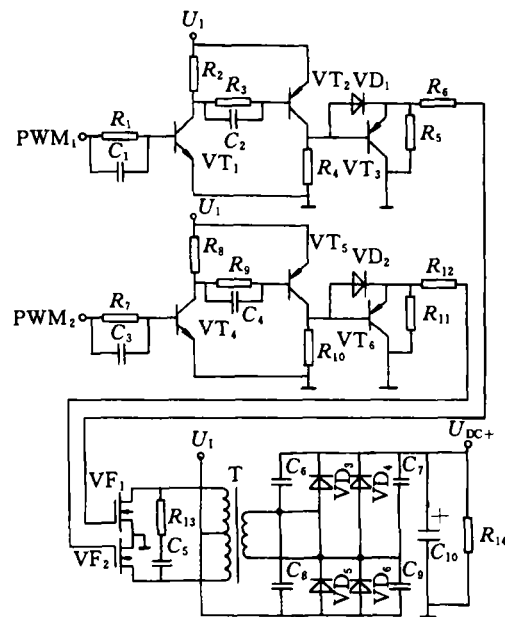 U1
R2
R3
C2
VT2
VD1
R6
PWM1
R1
C1
VT1
R4
VT3
R5
U1
R8
R9
C4
VT5
VD2
R12
PWM2
R7
C3
VT4
R10
VT6
R11
U1
UDC+
VF1
VF2
R13
C5
T
C6
VD3
VD4
C7
+
C10
R14
C8
VD5
VD6
C9